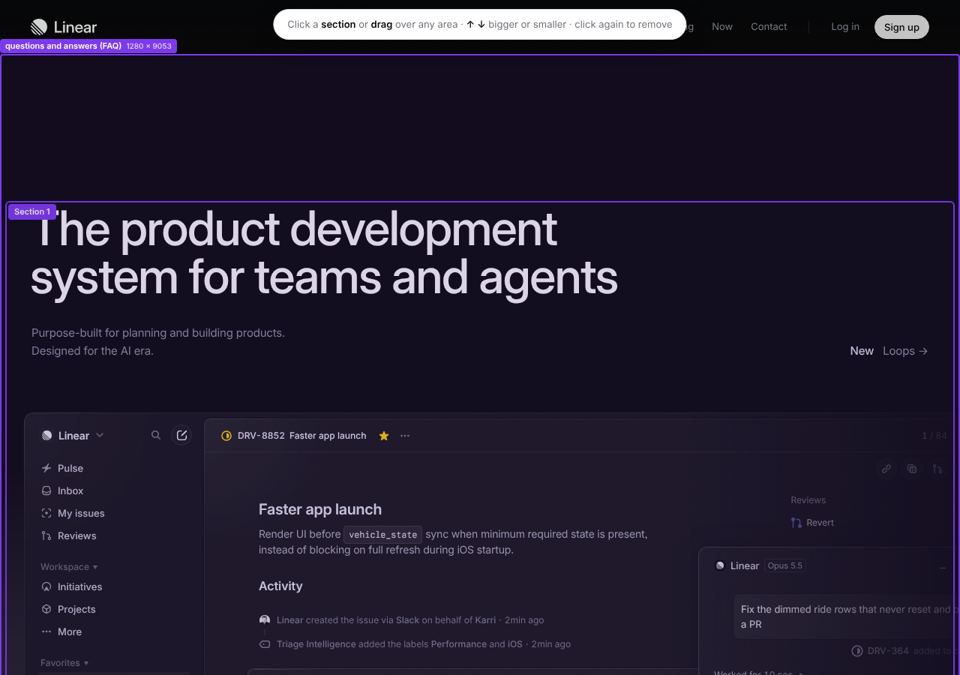 Linear
Click a section or drag over any area · ↑ ↓ bigger or smaller · click again to remove
Now
Contact
Log in
Sign up
questions and answers (FAQ) 1280 × 9053
Section 1
The product development
system for teams and agents
Purpose-built for planning and building products.
Designed for the AI era.
New Loops →
Linear
DRV-8852 Faster app launch
1 / 84
Pulse
Inbox
My issues
Reviews
Workspace
Initiatives
Projects
More
Favorites
Faster app launch
Render UI before vehicle_state sync when minimum required state is present,
instead of blocking on full refresh during iOS startup.
Activity
Linear created the issue via Slack on behalf of Karri · 2min ago
Triage Intelligence added the labels Performance and iOS · 2min ago
Reviews
Revert
Linear Opus 5.5
Fix the dimmed ride rows that never reset and
a PR
DRV-364 added to
Worked for 10 sec